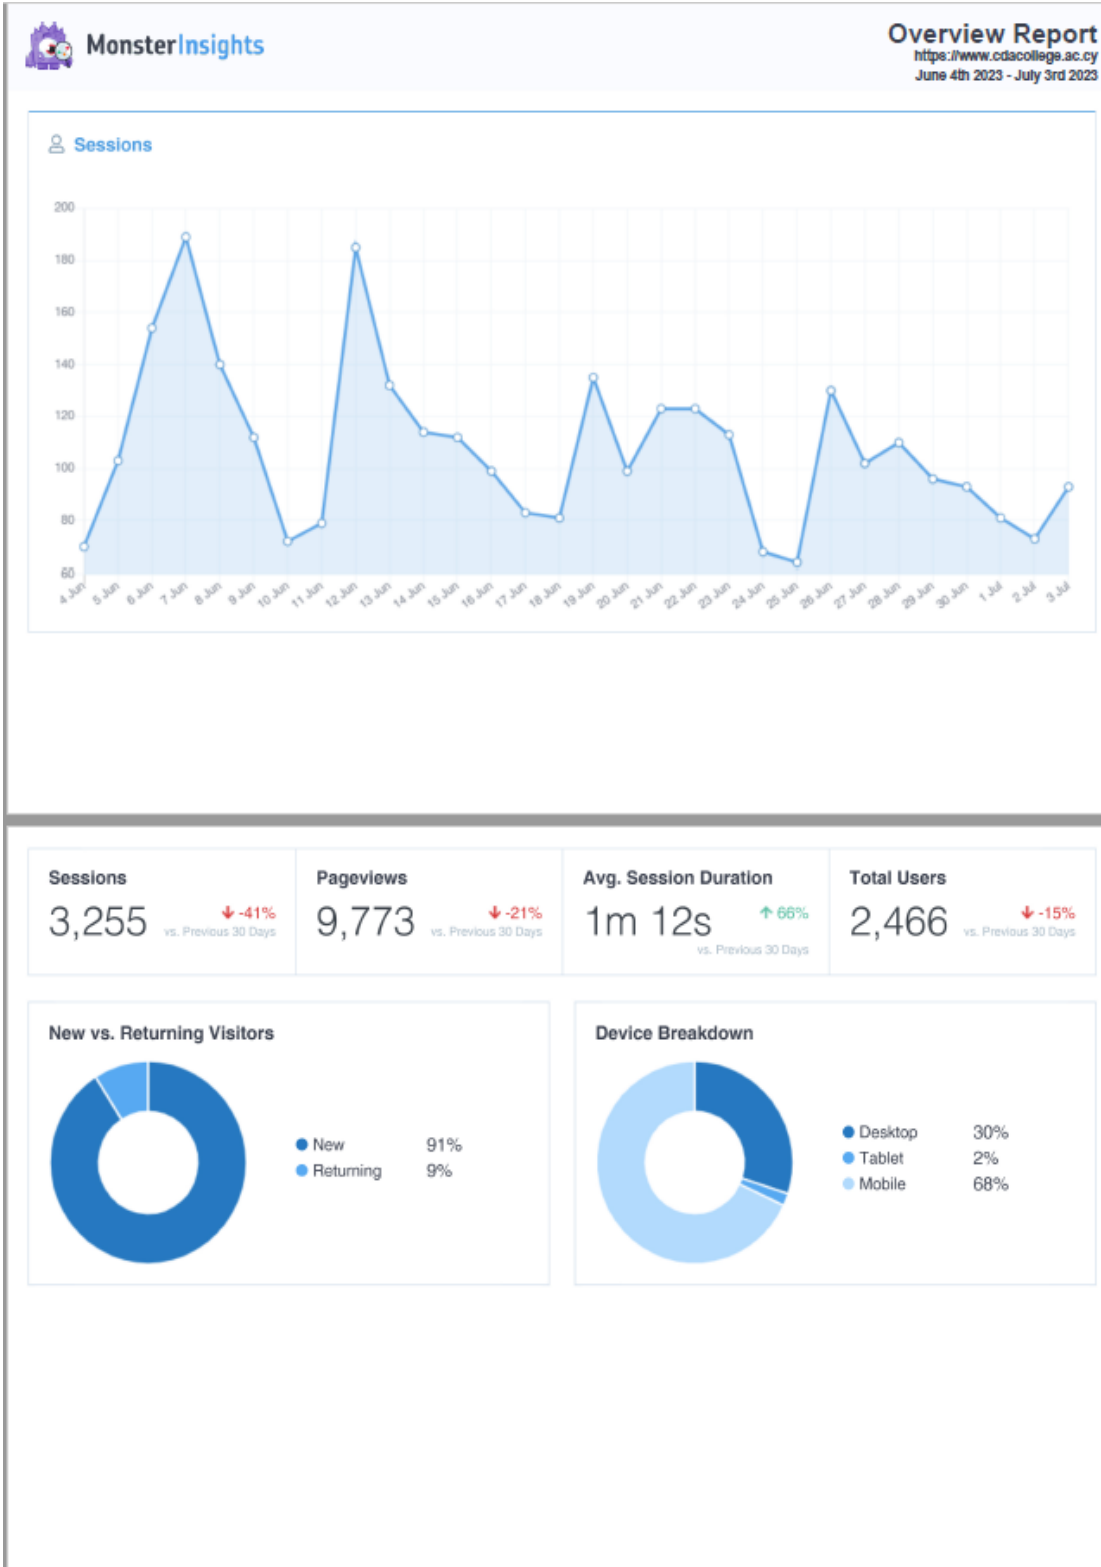 MonsterInsights
Overview Report
https://www.cdacollege.ac.cy
June 4th 2023 - July 3rd 2023
Sessions
200
180
160
140
120
100
80
60
4 Jun 5 Jun 6 Jun 7 Jun 8 Jun 9 Jun 10 Jun 11 Jun 12 Jun 13 Jun 14 Jun 15 Jun 16 Jun 17 Jun 18 Jun 19 Jun 20 Jun 21 Jun 22 Jun 23 Jun 24 Jun 25 Jun 26 Jun 27 Jun 28 Jun 29 Jun 30 Jun 1 Jul 2 Jul 3 Jul
Sessions
3,255 -41%
vs. Previous 30 Days
Pageviews
9,773 -21%
vs. Previous 30 Days
Avg. Session Duration
1m 12s 66%
vs. Previous 30 Days
Total Users
2,466 -15%
vs. Previous 30 Days
New vs. Returning Visitors
New 91%
Returning 9%
Device Breakdown
Desktop 30%
Tablet 2%
Mobile 68%